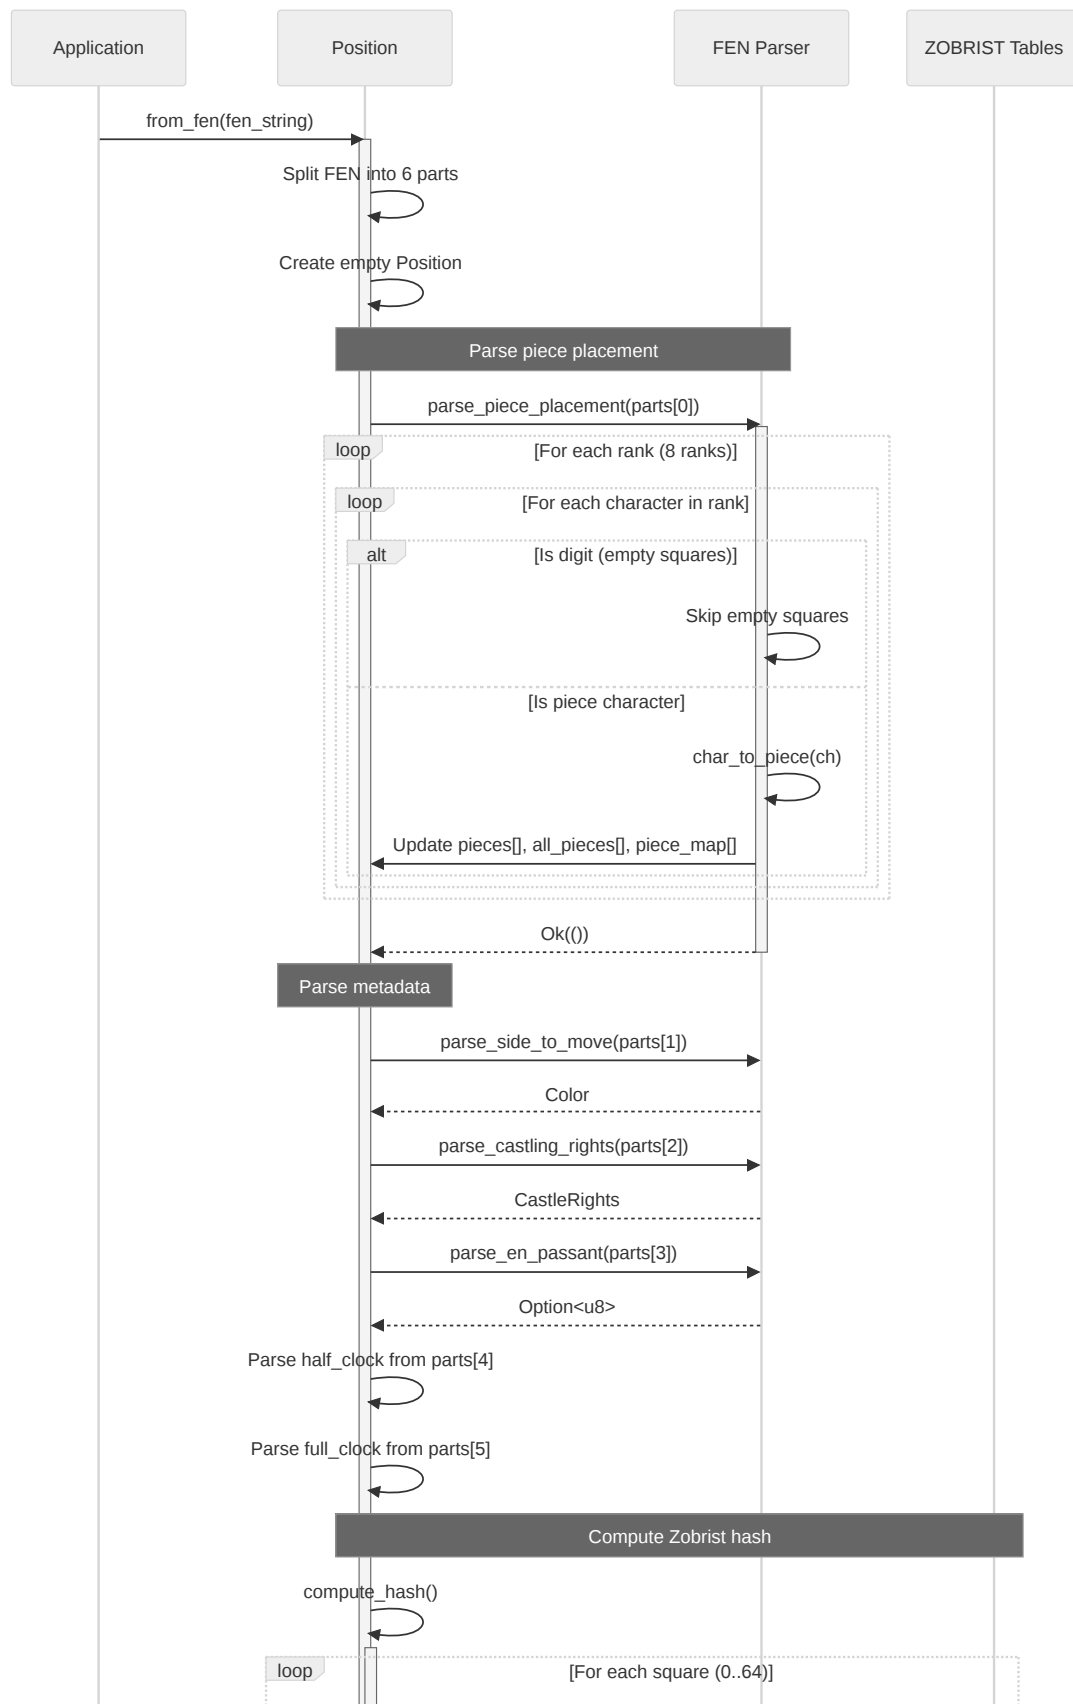 Application
Position
FEN Parser
ZOBRIST Tables
from_fen(fen_string)
Split FEN into 6 parts
Create empty Position
Parse piece placement
parse_piece_placement(parts[0])
loop
[For each rank (8 ranks)]
loop
[For each character in rank]
alt
[Is digit (empty squares)]
Skip empty squares
[Is piece character]
char_to_piece(ch)
Update pieces[], all_pieces[], piece_map[]
Ok(())
Parse metadata
parse_side_to_move(parts[1])
Color
parse_castling_rights(parts[2])
CastleRights
parse_en_passant(parts[3])
Option<u8>
Parse half_clock from parts[4]
Parse full_clock from parts[5]
Compute Zobrist hash
compute_hash()
loop
[For each square (0..64)]